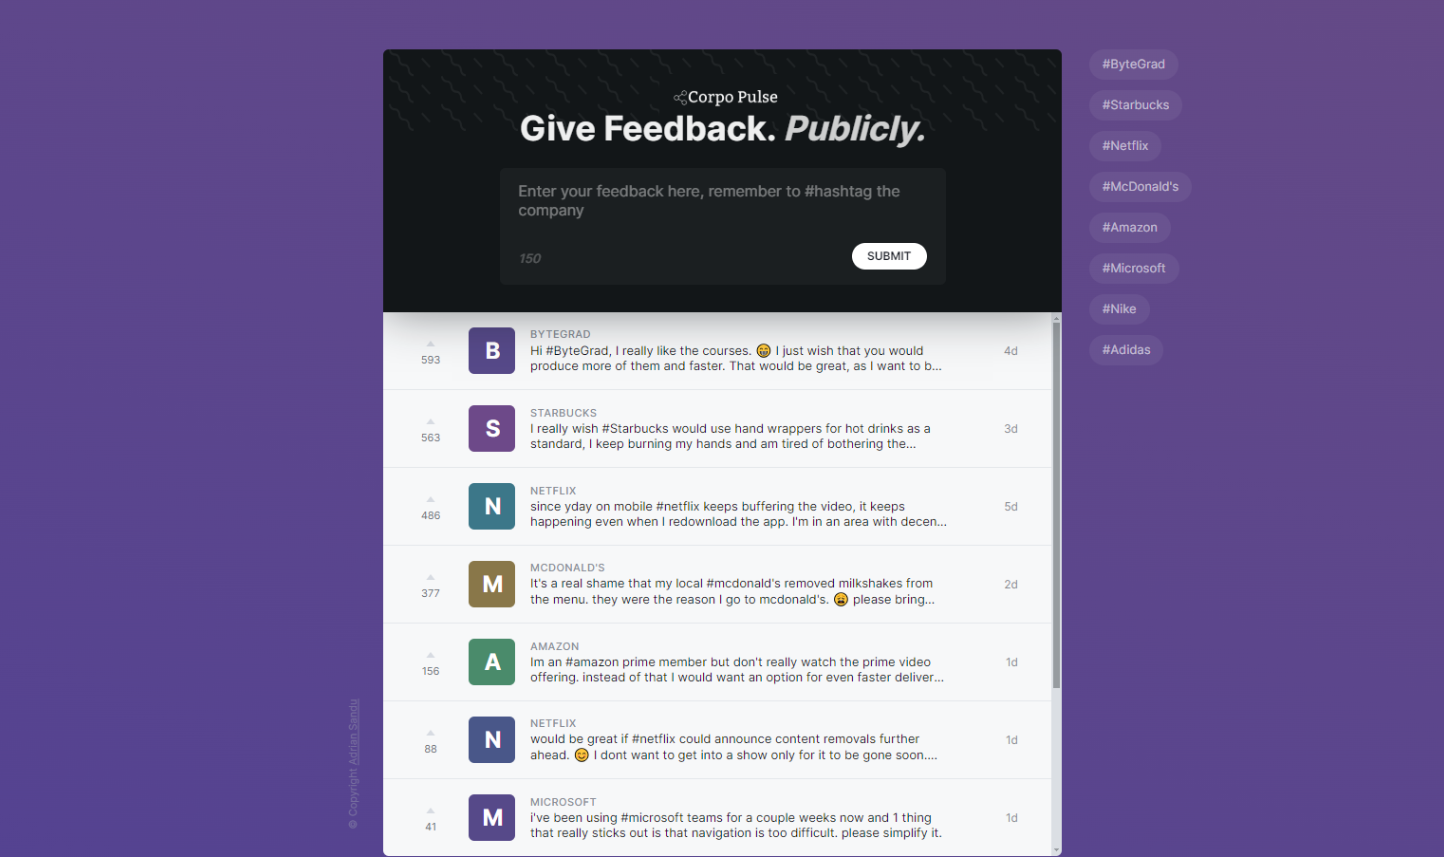 Corpo Pulse
Give Feedback. Publicly.
Enter your feedback here, remember to #hashtag the
company
150
SUBMIT
#ByteGrad
#Starbucks
#Netflix
#McDonald's
#Amazon
#Microsoft
#Nike
#Adidas
593
B
BYTEGRAD
Hi #ByteGrad, I really like the courses. 😁 I just wish that you would
produce more of them and faster. That would be great, as I want to b...
4d
563
S
STARBUCKS
I really wish #Starbucks would use hand wrappers for hot drinks as a
standard, I keep burning my hands and am tired of bothering the...
3d
486
N
NETFLIX
since yday on mobile #netflix keeps buffering the video, it keeps
happening even when I redownload the app. I'm in an area with decen...
5d
377
M
MCDONALD'S
It's a real shame that my local #mcdonald's removed milkshakes from
the menu. they were the reason I go to mcdonald's. 😩 please bring...
2d
156
A
AMAZON
Im an #amazon prime member but don't really watch the prime video
offering. instead of that I would want an option for even faster deliver...
1d
88
N
NETFLIX
would be great if #netflix could announce content removals further
ahead. 😊 I dont want to get into a show only for it to be gone soon....
1d
41
M
MICROSOFT
i've been using #microsoft teams for a couple weeks now and 1 thing
that really sticks out is that navigation is too difficult. please simplify it.
1d
© Copyright Adrian Sandu